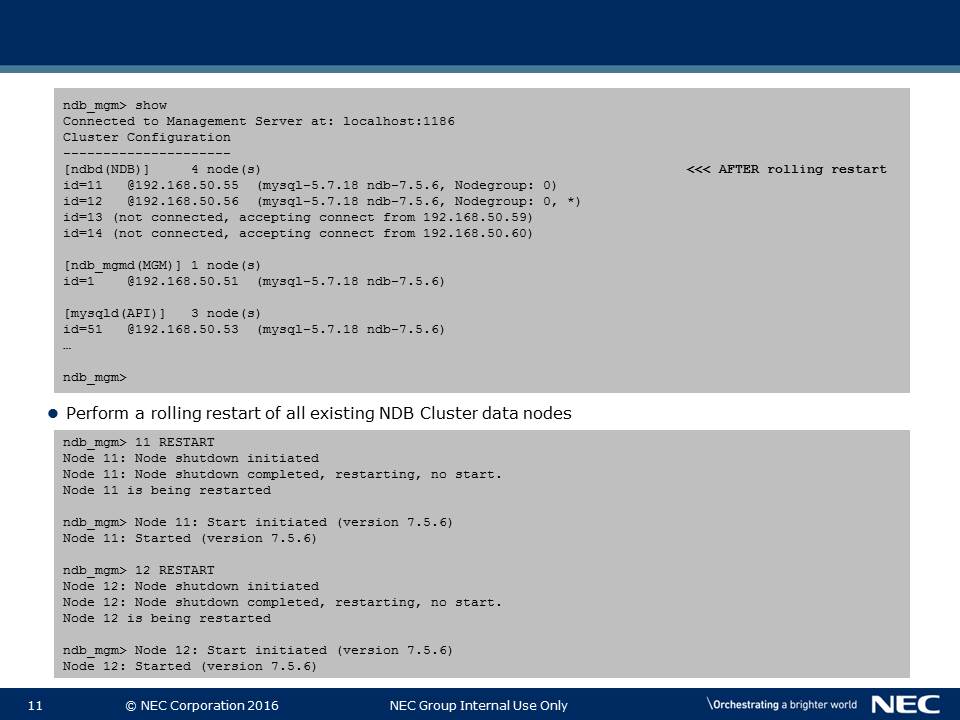 ndb_mgm> show
Connected to Management Server at: localhost:1186
Cluster Configuration
---------------------
[ndbd(NDB)]     4 node(s)                                                     <<< AFTER rolling restart
id=11   @192.168.50.55  (mysql-5.7.18 ndb-7.5.6, Nodegroup: 0)
id=12   @192.168.50.56  (mysql-5.7.18 ndb-7.5.6, Nodegroup: 0, *)
id=13 (not connected, accepting connect from 192.168.50.59)
id=14 (not connected, accepting connect from 192.168.50.60)
[ndb_mgmd(MGM)] 1 node(s)
id=1    @192.168.50.51  (mysql-5.7.18 ndb-7.5.6)
[mysqld(API)]   3 node(s)
id=51   @192.168.50.53  (mysql-5.7.18 ndb-7.5.6)
…
ndb_mgm>
● Perform a rolling restart of all existing NDB Cluster data nodes
ndb_mgm> 11 RESTART
Node 11: Node shutdown initiated
Node 11: Node shutdown completed, restarting, no start.
Node 11 is being restarted
ndb_mgm> Node 11: Start initiated (version 7.5.6)
Node 11: Started (version 7.5.6)
ndb_mgm> 12 RESTART
Node 12: Node shutdown initiated
Node 12: Node shutdown completed, restarting, no start.
Node 12 is being restarted
ndb_mgm> Node 12: Start initiated (version 7.5.6)
Node 12: Started (version 7.5.6)
11 © NEC Corporation 2016 NEC Group Internal Use Only \Orchestrating a brighter world NEC